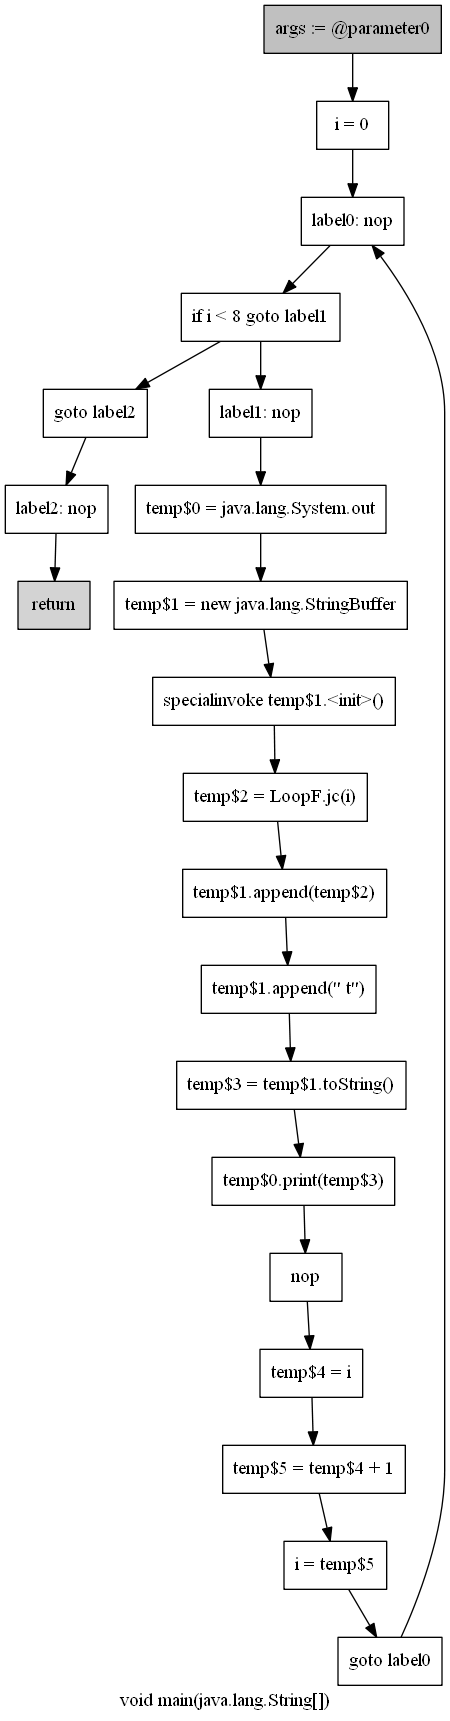 args := @parameter0
i = 0
label0: nop
if i < 8 goto label1
goto label2
label1: nop
label2: nop
temp$0 = java.lang.System.out
return
temp$1 = new java.lang.StringBuffer
specialinvoke temp$1.<init>()
temp$2 = LoopF.jc(i)
temp$1.append(temp$2)
temp$1.append(" t")
temp$3 = temp$1.toString()
temp$0.print(temp$3)
nop
temp$4 = i
temp$5 = temp$4 + 1
i = temp$5
goto label0
void main(java.lang.String[])